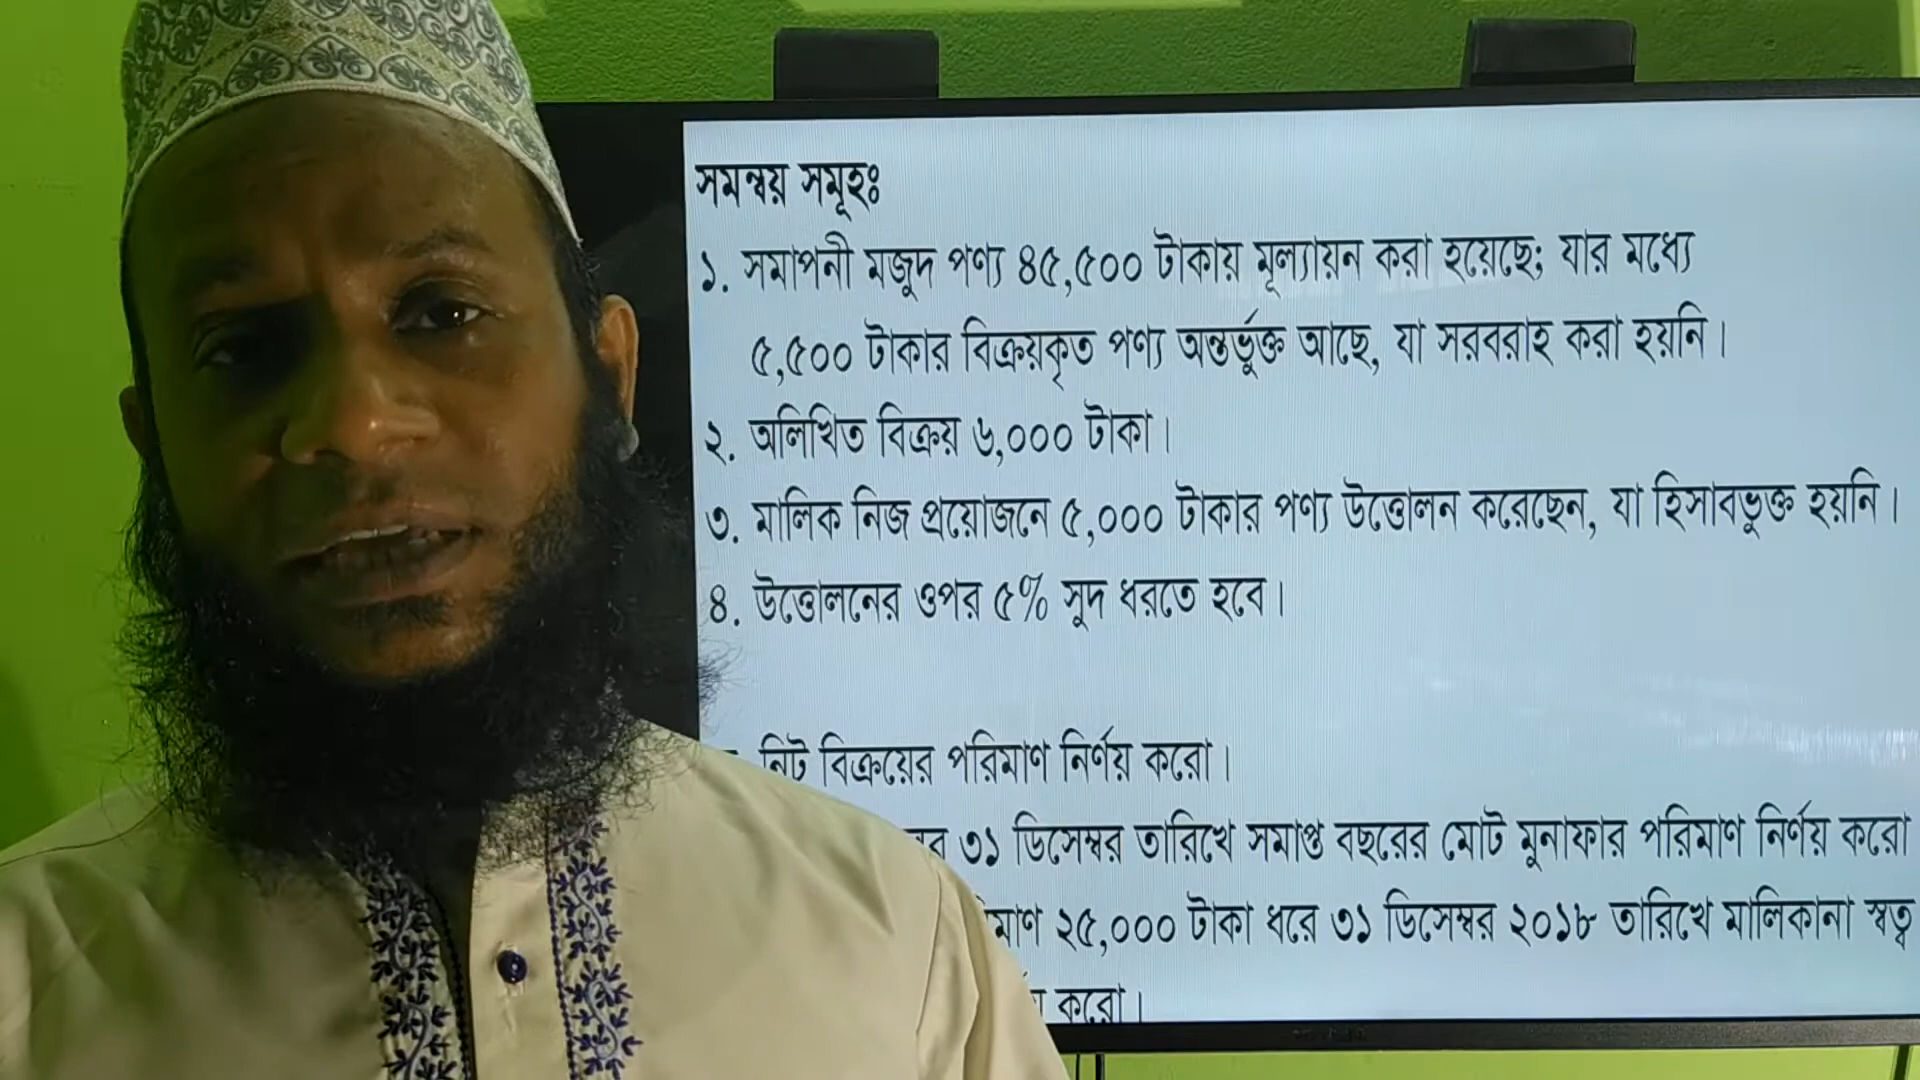 সমন্বয় সমূহঃ
১. সমাপনী মজুদ পণ্য ৪৫,৫০০ টাকায় মূল্যায়ন করা হয়েছে; যার মধ্যে
৫,৫০০ টাকার বিক্রয়কৃত পণ্য অন্তর্ভুক্ত আছে, যা সরবরাহ করা হয়নি।
২. অলিখিত বিক্রয় ৬,০০০ টাকা।
৩. মালিক নিজ প্রয়োজনে ৫,০০০ টাকার পণ্য উত্তোলন করেছেন, যা হিসাবভুক্ত হয়নি।
৪. উত্তোলনের ওপর ৫% সুদ ধরতে হবে।
নিট বিক্রয়ের পরিমাণ নির্ণয় করো।
৩১ ডিসেম্বর তারিখে সমাপ্ত বছরের মোট মুনাফার পরিমাণ নির্ণয় করো
২৫,০০০ টাকা ধরে ৩১ ডিসেম্বর ২০১৮ তারিখে মালিকানা স্বত্ব
করো।